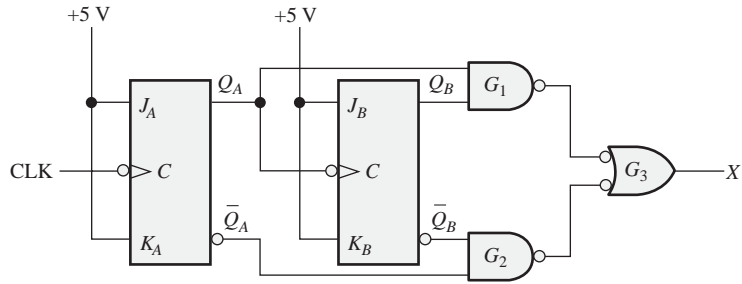 +5 V +5 V
Q_A Q_B G_1
J_A J_B
CLK C C G_3 X
Q̄_A Q̄_B
K_A K_B G_2